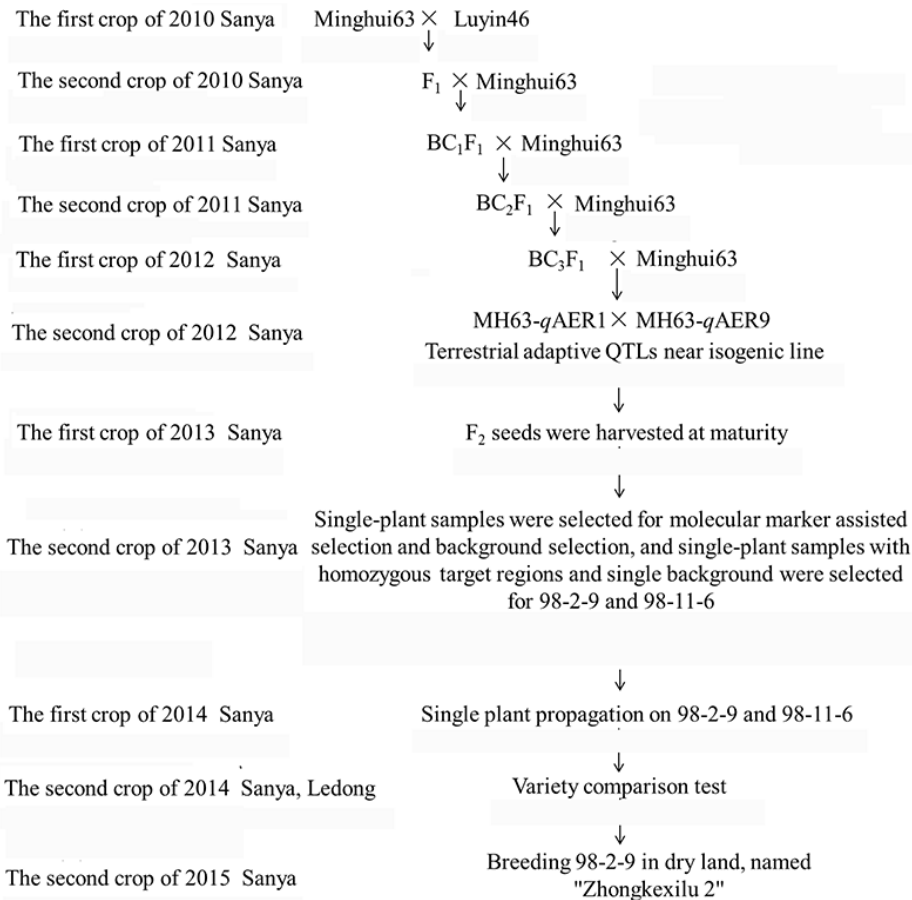 The first crop of 2010 Sanya Minghui63 × Luyin46
The second crop of 2010 Sanya F₁ × Minghui63
The first crop of 2011 Sanya BC₁F₁ × Minghui63
The second crop of 2011 Sanya BC₂F₁ × Minghui63
The first crop of 2012 Sanya BC₃F₁ × Minghui63
The second crop of 2012 Sanya
MH63-qAER1 × MH63-qAER9
Terrestrial adaptive QTLs near isogenic line
The first crop of 2013 Sanya F₂ seeds were harvested at maturity
The second crop of 2013 Sanya
Single-plant samples were selected for molecular marker assisted
selection and background selection, and single-plant samples with
homozygous target regions and single background were selected
for 98-2-9 and 98-11-6
The first crop of 2014 Sanya Single plant propagation on 98-2-9 and 98-11-6
The second crop of 2014 Sanya, Ledong Variety comparison test
The second crop of 2015 Sanya
Breeding 98-2-9 in dry land, named
"Zhongkexilu 2"